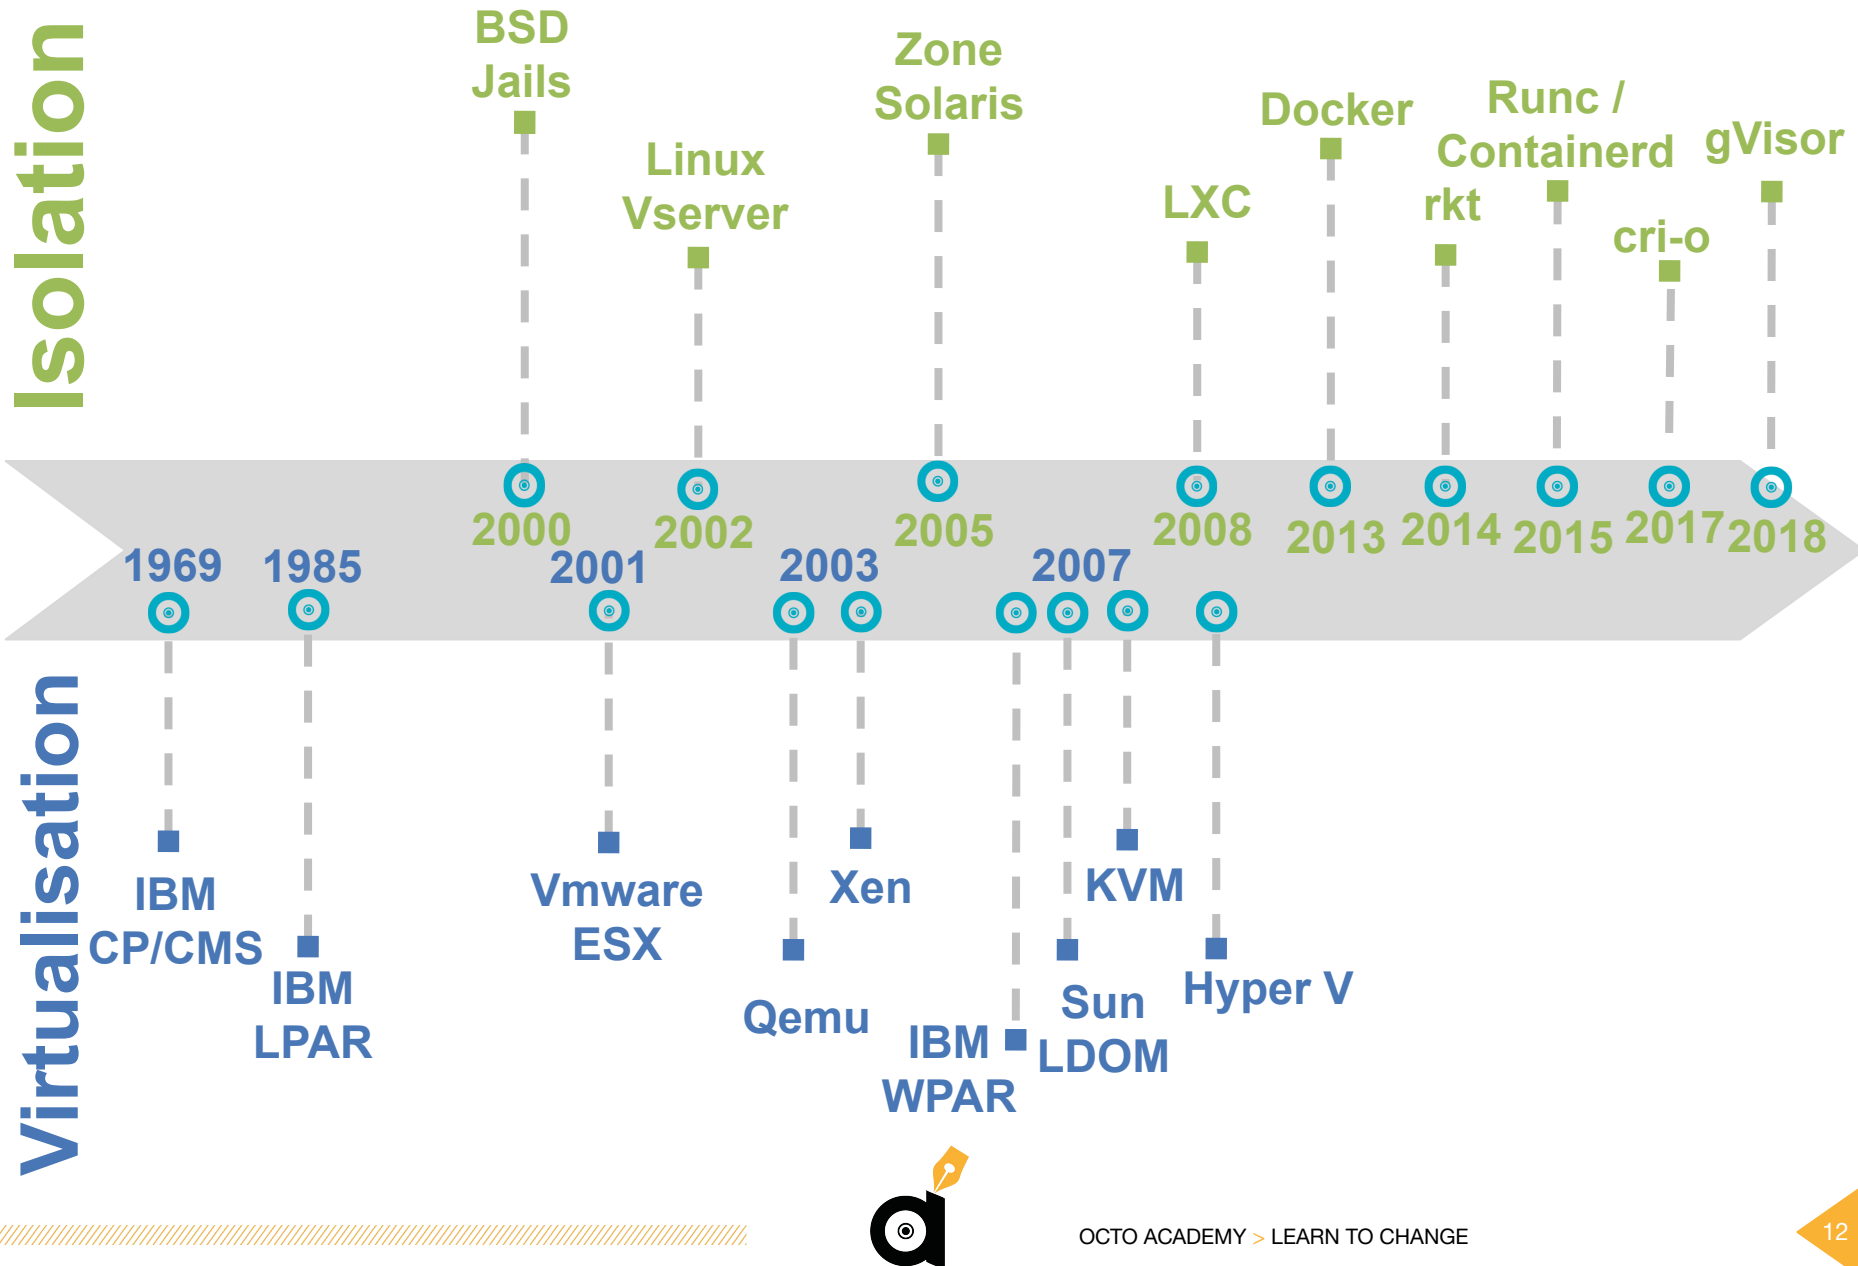 Isolation
BSD
Jails
Linux
Vserver
Zone
Solaris
LXC
Docker
rkt
Runc /
Containerd
cri-o
gVisor
2000
2002
2005
2008
2013
2014
2015
2017
2018
1969
1985
2001
2003
2007
Virtualisation
IBM
CP/CMS
IBM
LPAR
Vmware
ESX
Qemu
Xen
IBM
WPAR
Sun
LDOM
KVM
Hyper V
OCTO ACADEMY > LEARN TO CHANGE
12